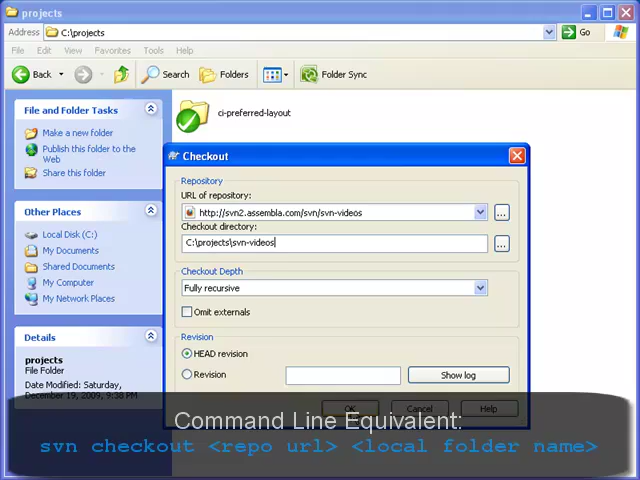 projects
Address C:\projects Go
File Edit View Favorites Tools Help
Back Search Folders Folder Sync
File and Folder Tasks
Make a new folder
Publish this folder to the
Web
Share this folder
Other Places
Local Disk (C:)
My Documents
Shared Documents
My Computer
My Network Places
Details
projects
File Folder
Date Modified: Saturday,
December 19, 2009, 9:38 PM
ci-preferred-layout
Checkout
Repository
URL of repository:
http://svn2.assembla.com/svn/svn-videos
...
Checkout directory:
C:\projects\svn-videos
...
Checkout Depth
Fully recursive
Omit externals
Revision
HEAD revision
Revision Show log
OK Cancel Help
Command Line Equivalent:
svn checkout <repo url> <local folder name>